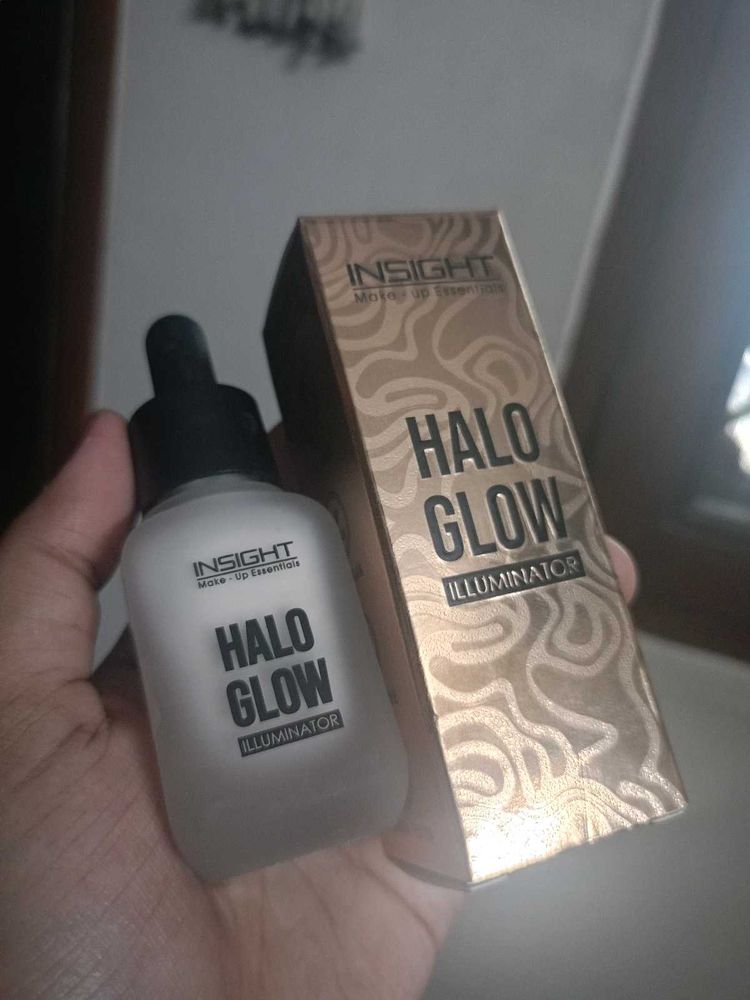 INSIGHT
Make - up Essentials
HALO
GLOW
ILLUMINATOR
INSIGHT
Make - Up Essentials
HALO
GLOW
ILLUMINATOR